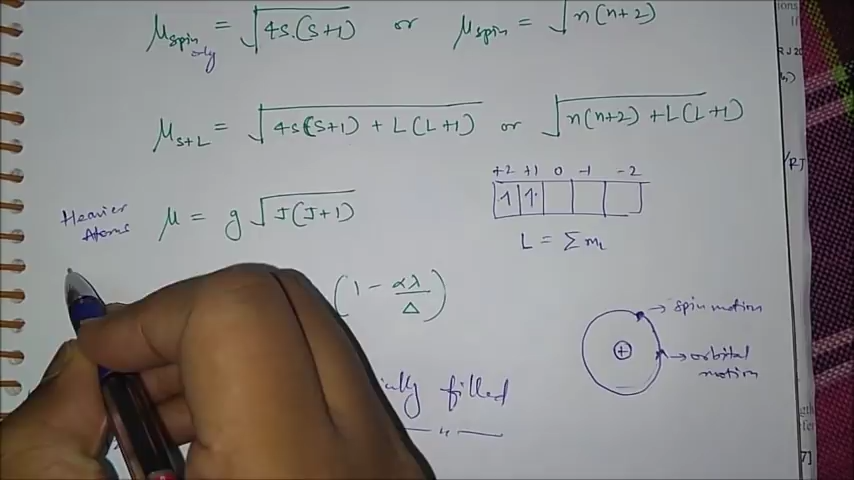 μspin only = √4s.(s+1) or μspin = √n(n+2)
μS+L = √4s(s+1) + L(L+1) or √n(n+2) + L(L+1)
+2 +1 0 -1 -2
1 1
Heavier Atoms μ = g √J(J+1)
L = Σ mL
(1 - αλ/Δ)
spin motion
(+)
orbital motion
filled